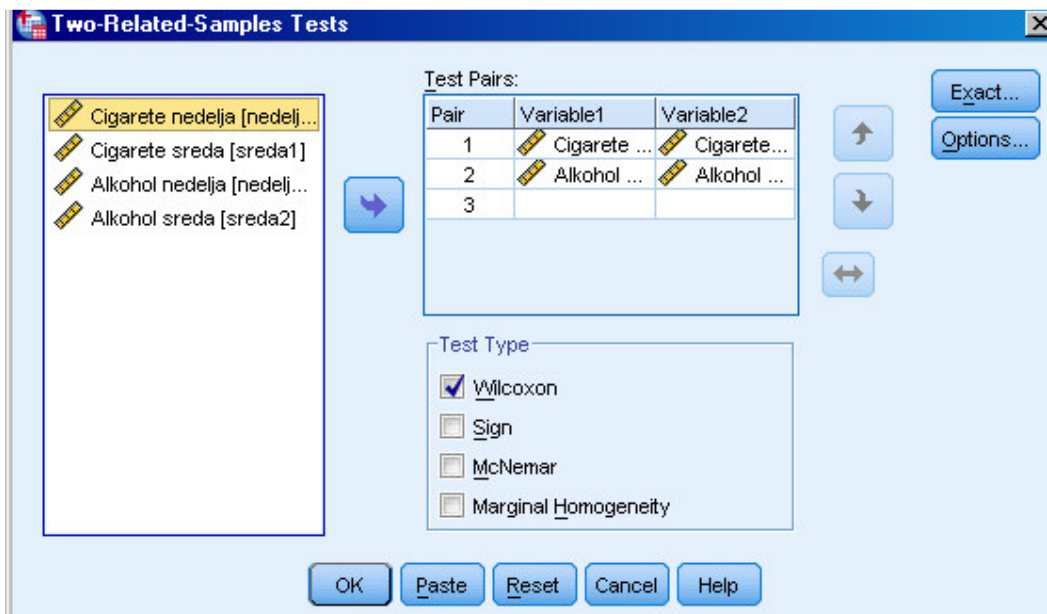 Two-Related-Samples Tests
Cigarete nedelja [nedelj...
Cigarete sreda [sreda1]
Alkohol nedelja [nedelj...
Alkohol sreda [sreda2]
Test Pairs:
Pair Variable1 Variable2
1 Cigarete ... Cigarete...
2 Alkohol ... Alkohol ...
3
Exact...
Options...
Test Type
Wilcoxon
Sign
McNemar
Marginal Homogeneity
OK Paste Reset Cancel Help